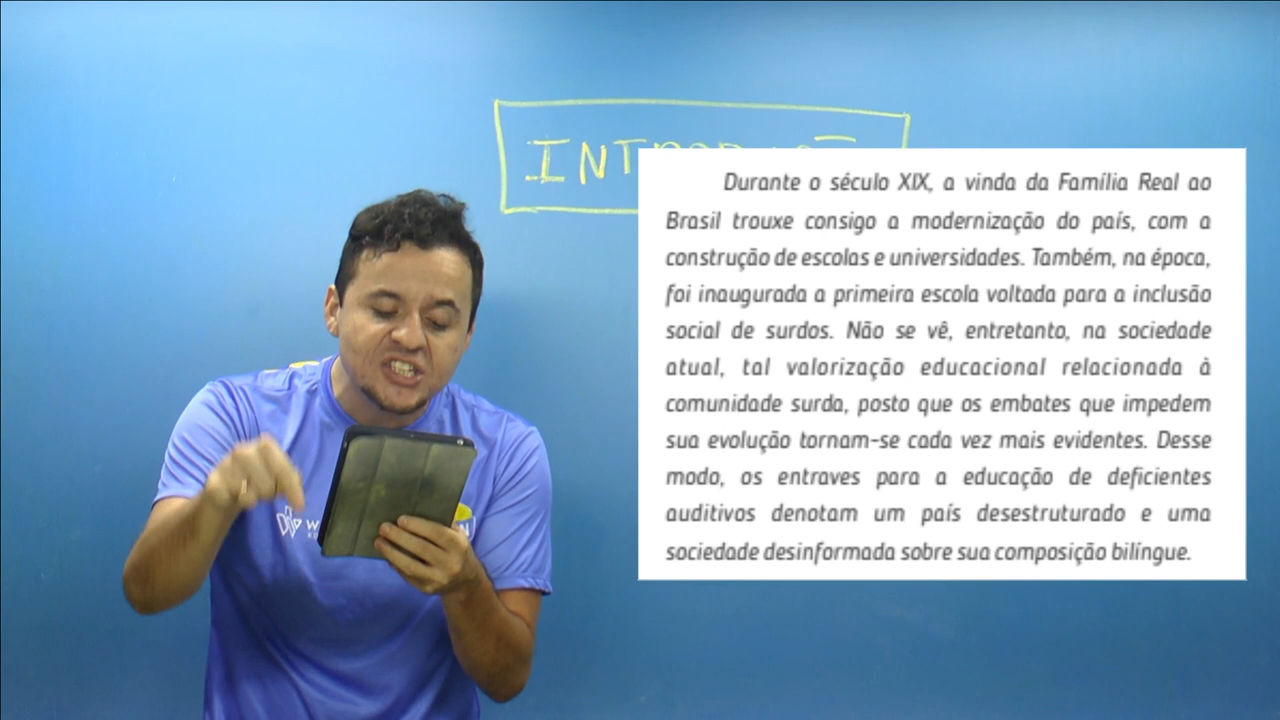 INT
Durante o século XIX, a vinda da Família Real ao
Brasil trouxe consigo a modernização do país, com a
construção de escolas e universidades. Também, na época,
foi inaugurada a primeira escola voltada para a inclusão
social de surdos. Não se vê, entretanto, na sociedade
atual, tal valorização educacional relacionada à
comunidade surda, posto que os embates que impedem
sua evolução tornam-se cada vez mais evidentes. Desse
modo, os entraves para a educação de deficientes
auditivos denotam um país desestruturado e uma
sociedade desinformada sobre sua composição bilíngue.